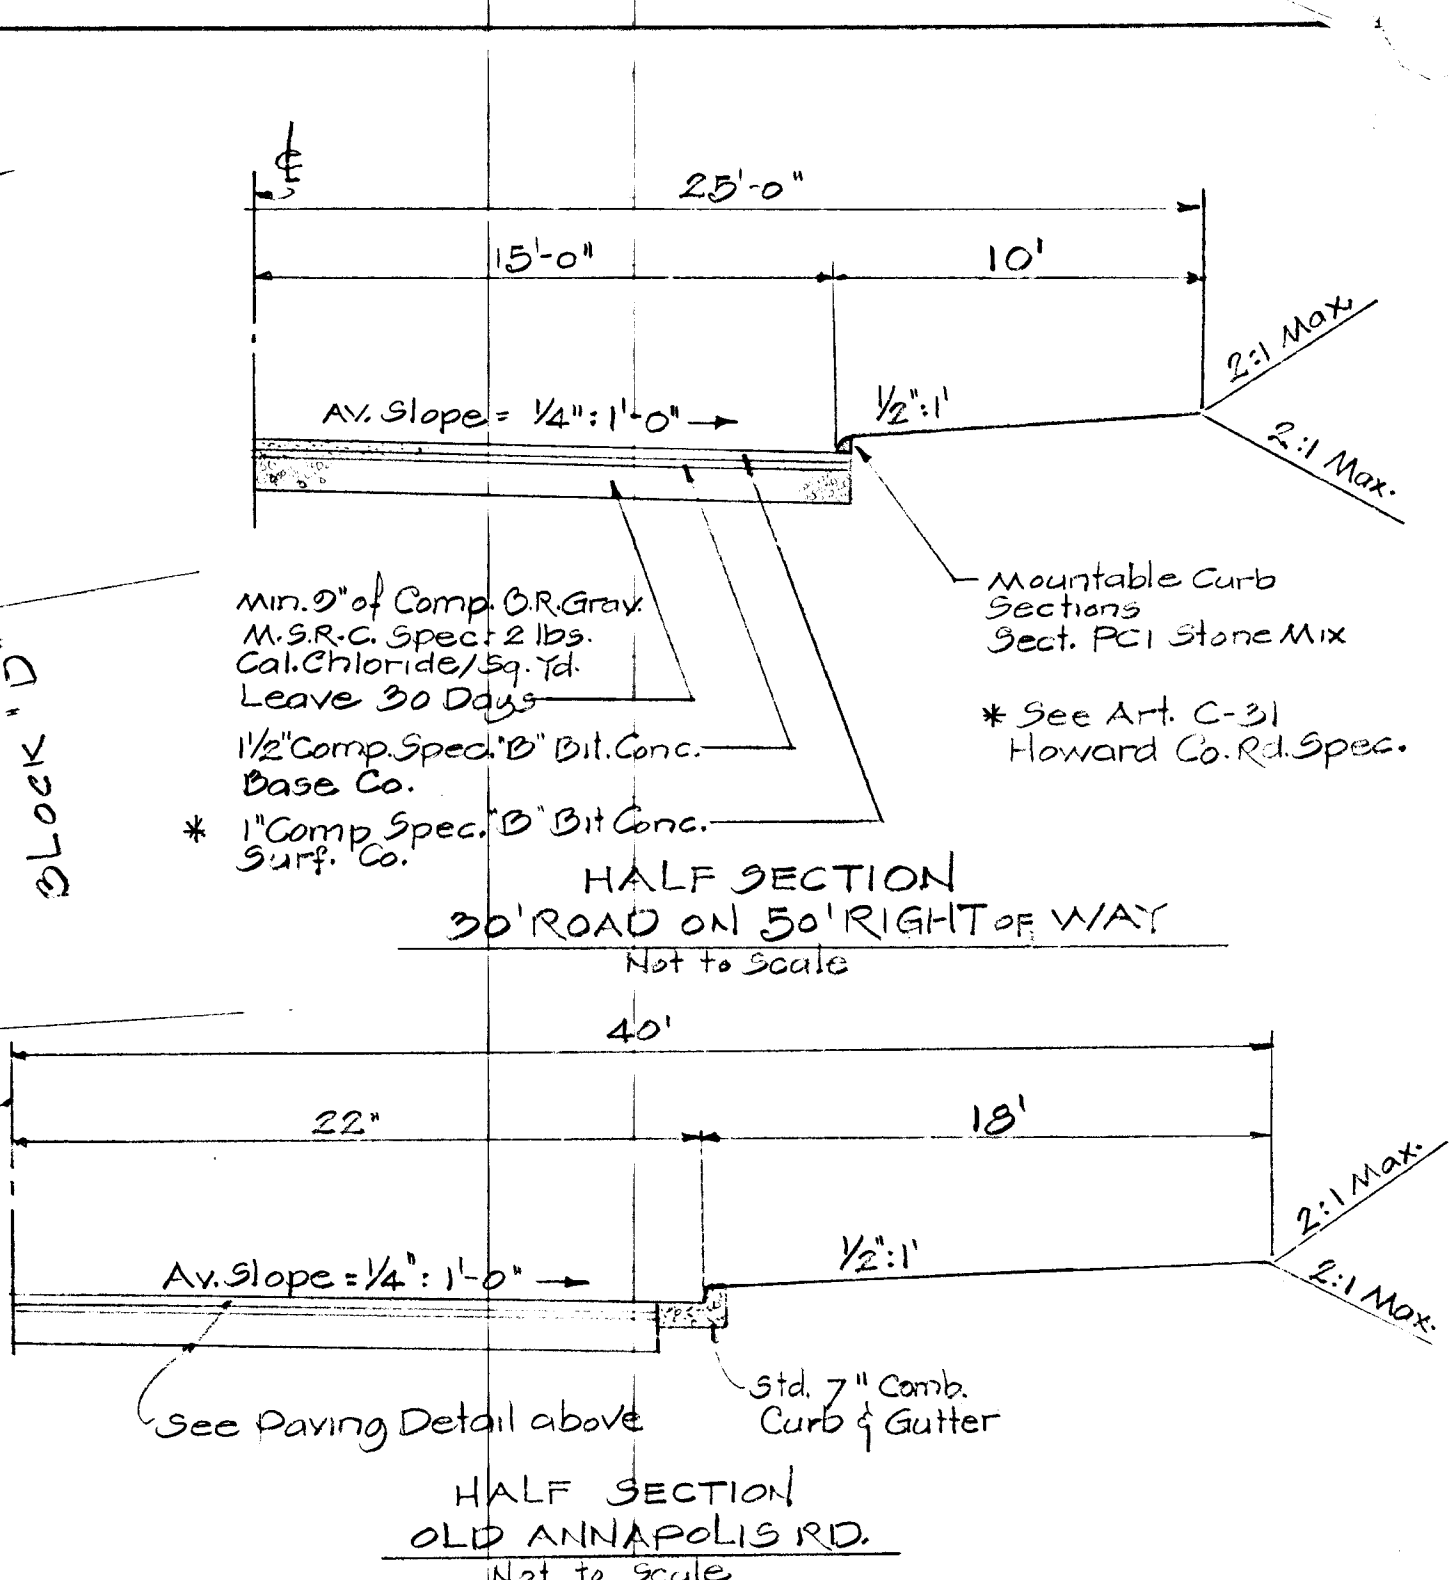 ℄
25'-0"
15'-0"
10'
2:1 Max.
2:1 Max.
Av. Slope = 1/4" : 1'-0"
1/2":1'
Min. 9" of Comp. B.R. Grav.
M.S.R.C. Spec: 2 lbs.
Cal. Chloride/Sq. Yd.
Leave 30 Days
1 1/2" Comp. Spec. "B" Bit. Conc.
Base Co.
* 1" Comp Spec. "B" Bit Conc.
Surf. Co.
Mountable Curb
Sections
Sect. PC1 Stone Mix
* See Art. C-31
Howard Co. Rd. Spec.
BLOCK "D"
HALF SECTION
30' ROAD ON 50' RIGHT OF WAY
Not to Scale
40'
22"
18'
2:1 Max.
2:1 Max.
Av. Slope = 1/4" : 1'-0"
1/2":1'
See Paving Detail above
Std. 7" Comb.
Curb & Gutter
HALF SECTION
OLD ANNAPOLIS RD.
Not to Scale